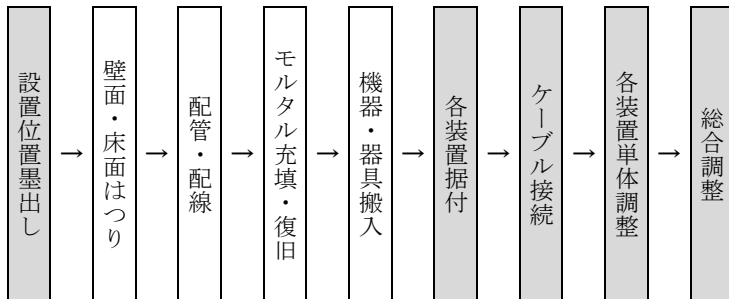 設置位置墨出し
→
壁面・床面はつり
→
配管・配線
→
モルタル充填・復旧
→
機器・器具搬入
→
各装置据付
→
ケーブル接続
→
各装置単体調整
→
総合調整